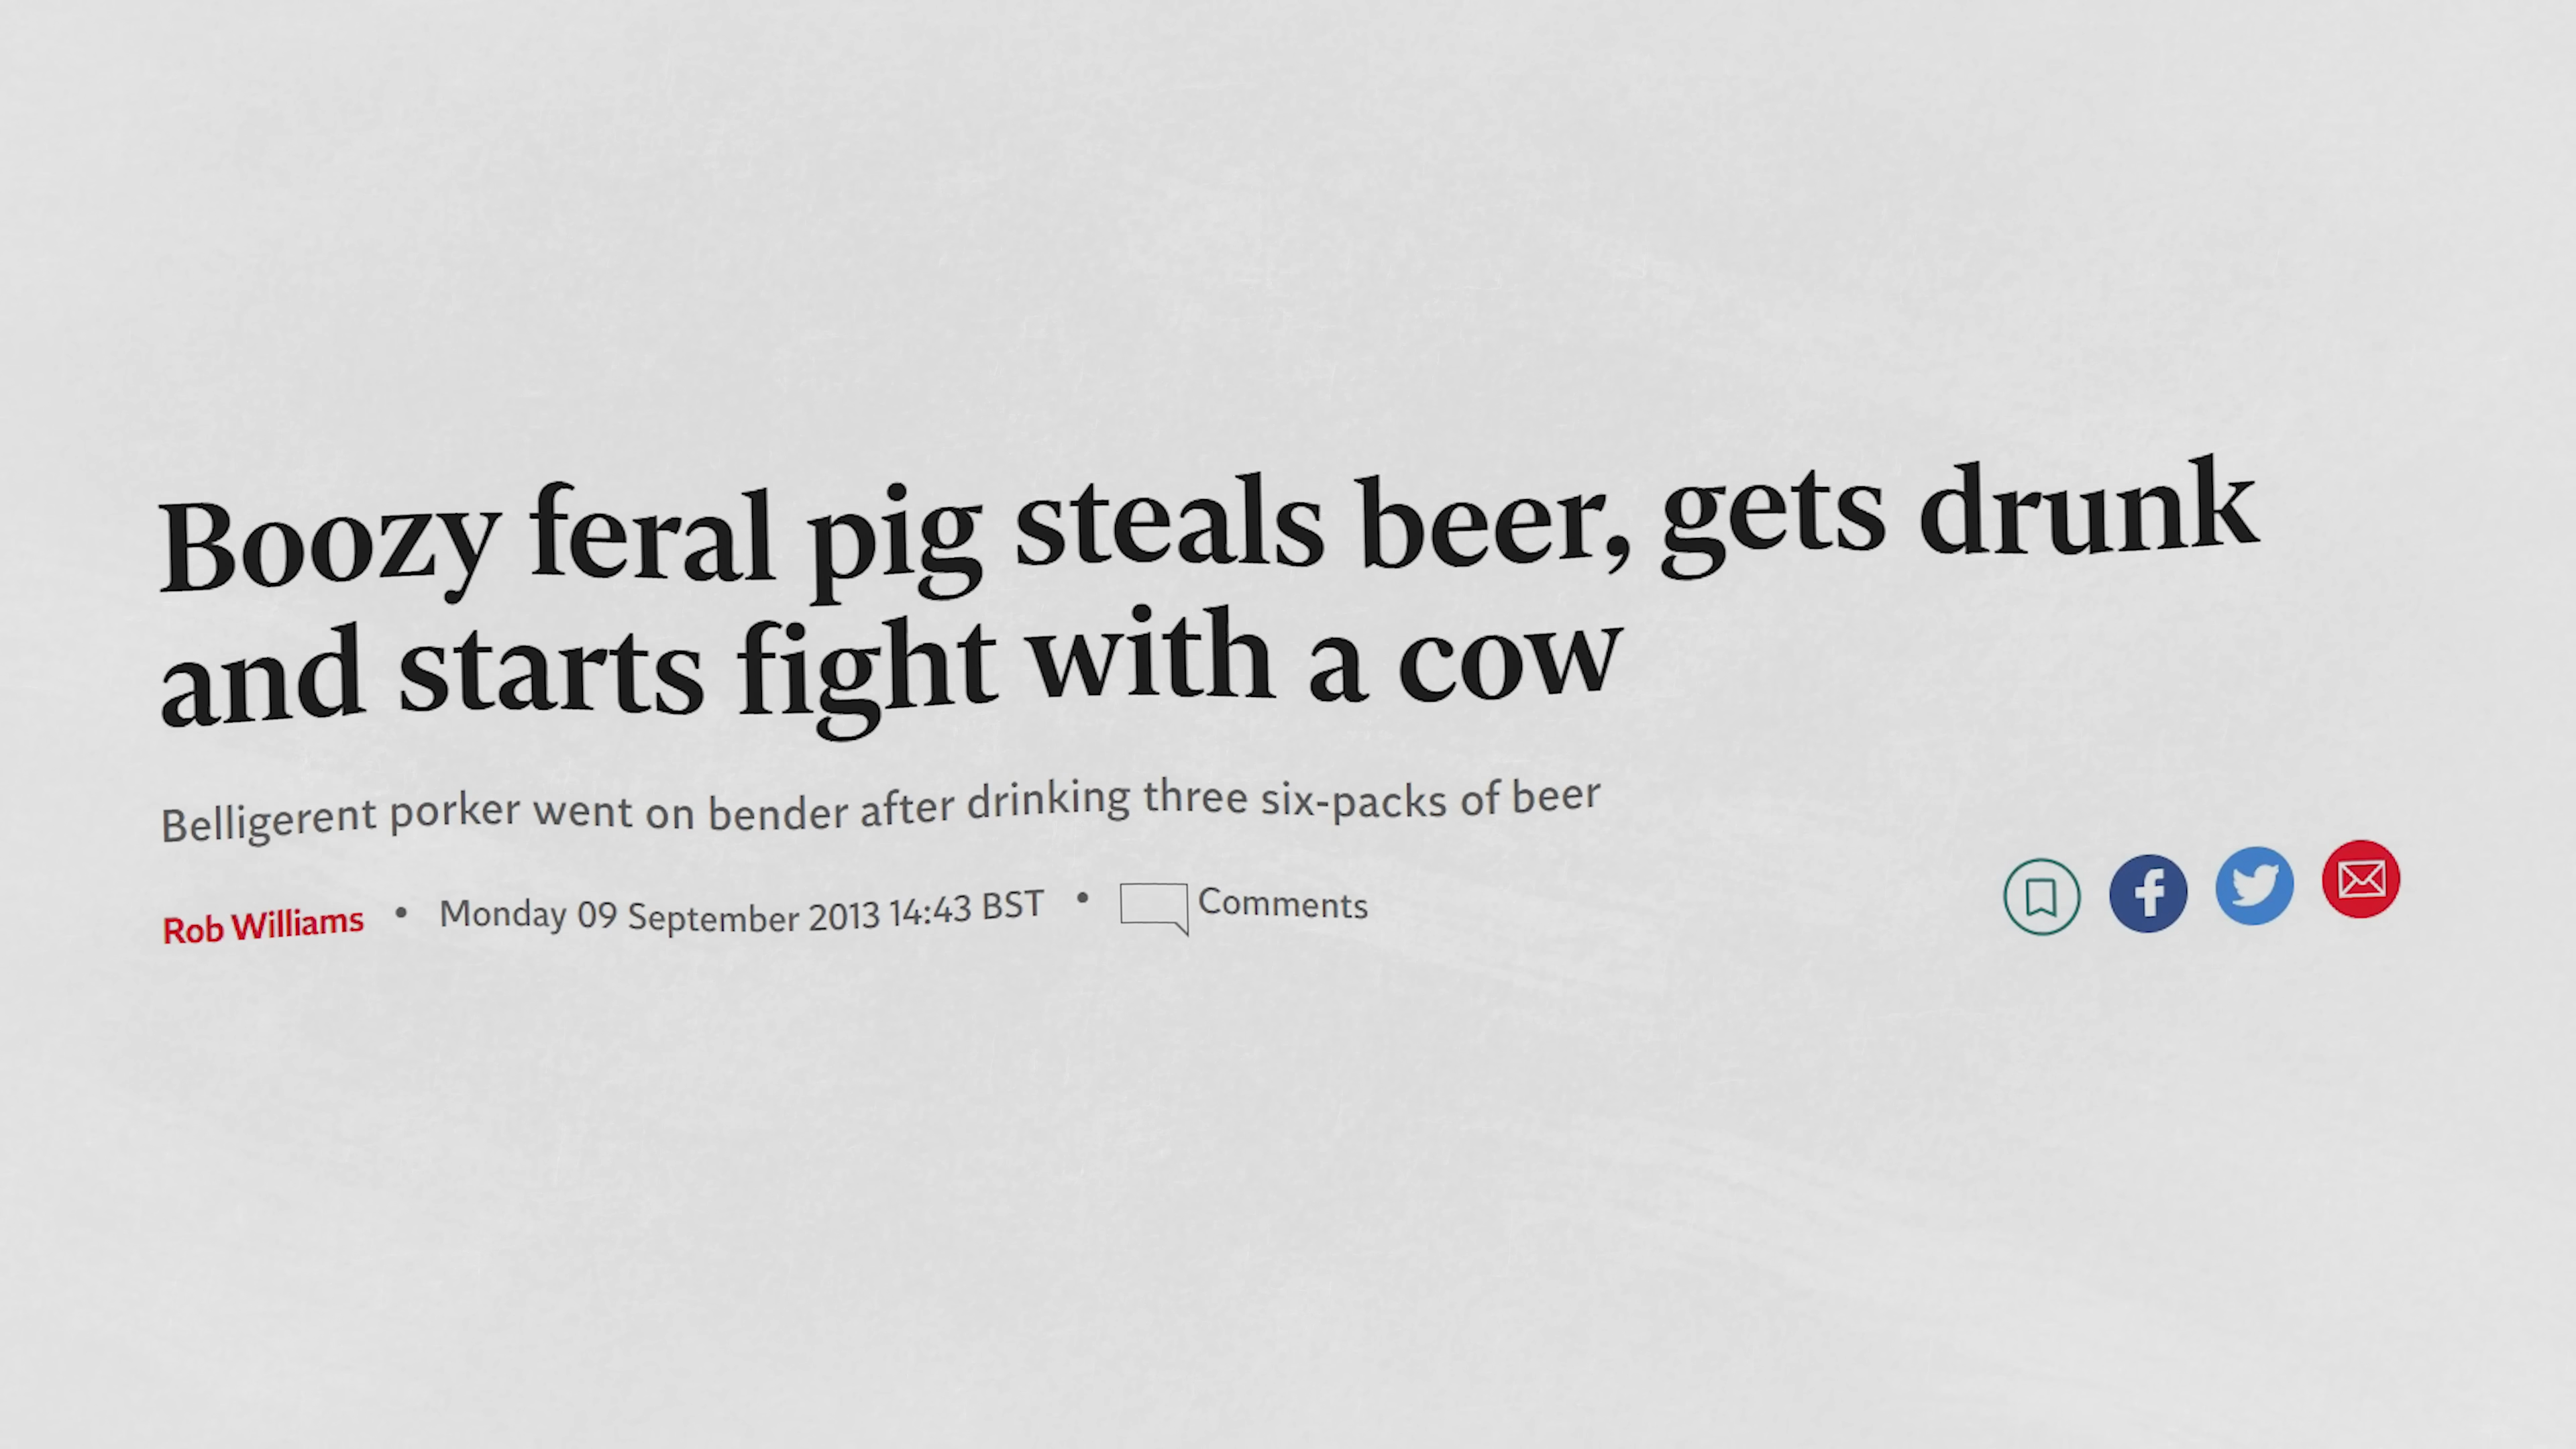 Boozy feral pig steals beer, gets drunk
and starts fight with a cow
Belligerent porker went on bender after drinking three six-packs of beer
Rob Williams • Monday 09 September 2013 14:43 BST • Comments